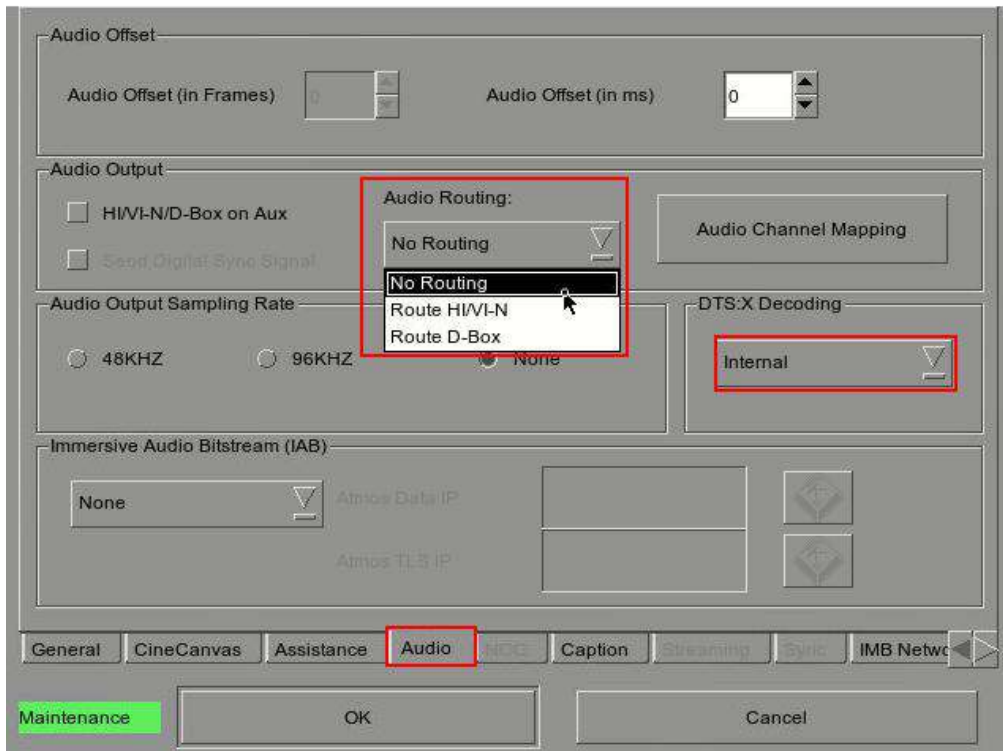 Audio Offset
Audio Offset (in Frames) 0 Audio Offset (in ms) 0
Audio Output
HI/VI-N/D-Box on Aux
Audio Routing:
No Routing
Audio Channel Mapping
Send Digital Sync Signal
No Routing
Route HI/VI-N
Route D-Box
Audio Output Sampling Rate
48KHZ 96KHZ None
DTS:X Decoding
Internal
Immersive Audio Bitstream (IAB)
None
Atmos Data IP
Atmos TLS IP
General CineCanvas Assistance Audio NOC Caption Streaming Sync IMB Netwo
Maintenance OK Cancel